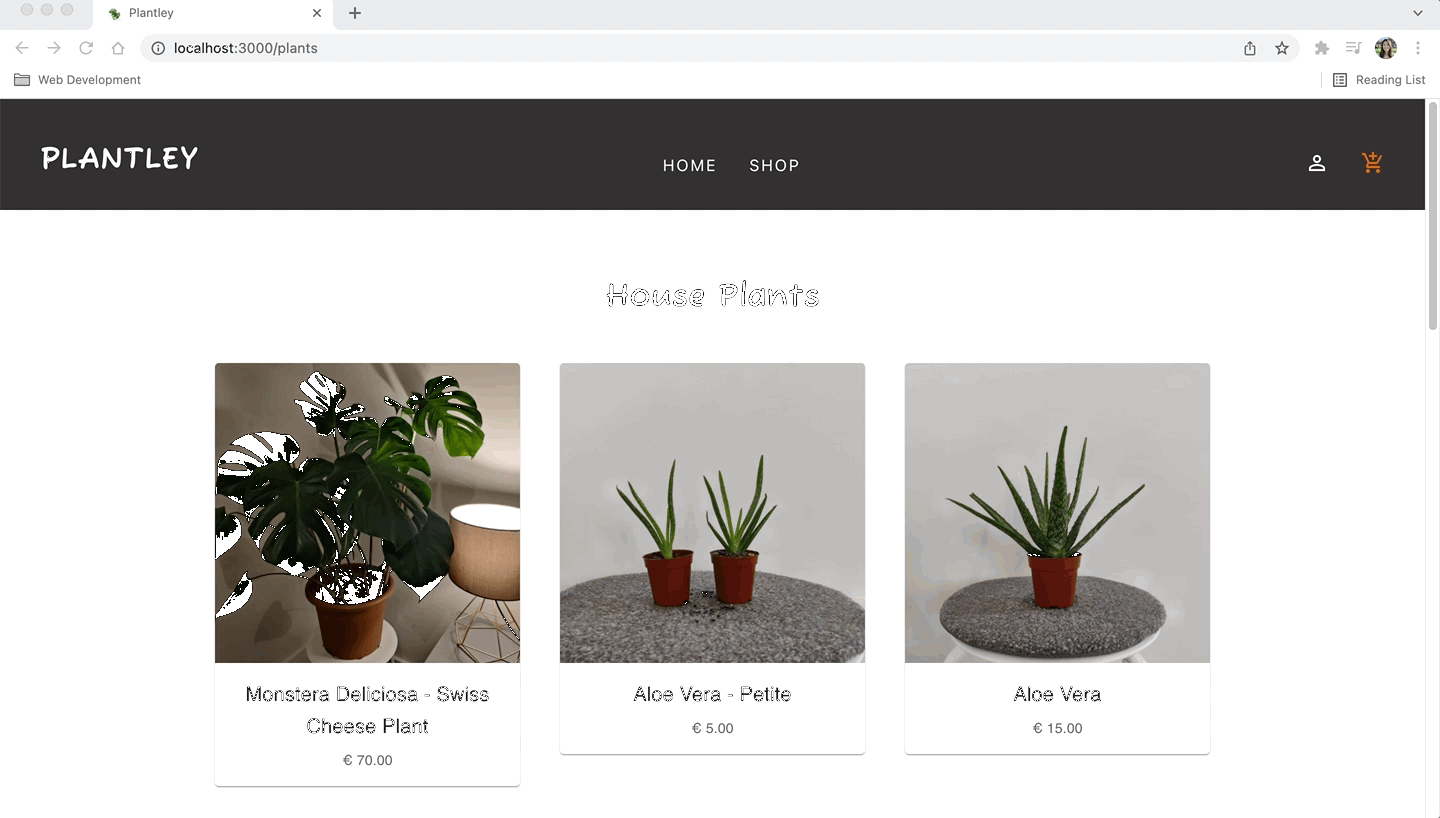 Plantley
localhost:3000/plants
Web Development
Reading List
PLANTLEY
HOME SHOP
House Plants
Monstera Deliciosa - Swiss
Cheese Plant
€ 70.00
Aloe Vera - Petite
€ 5.00
Aloe Vera
€ 15.00